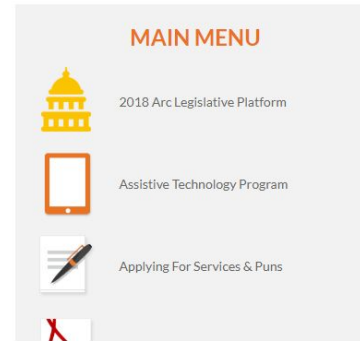 MAIN MENU
2018 Arc Legislative Platform
Assistive Technology Program
Applying For Services & Puns